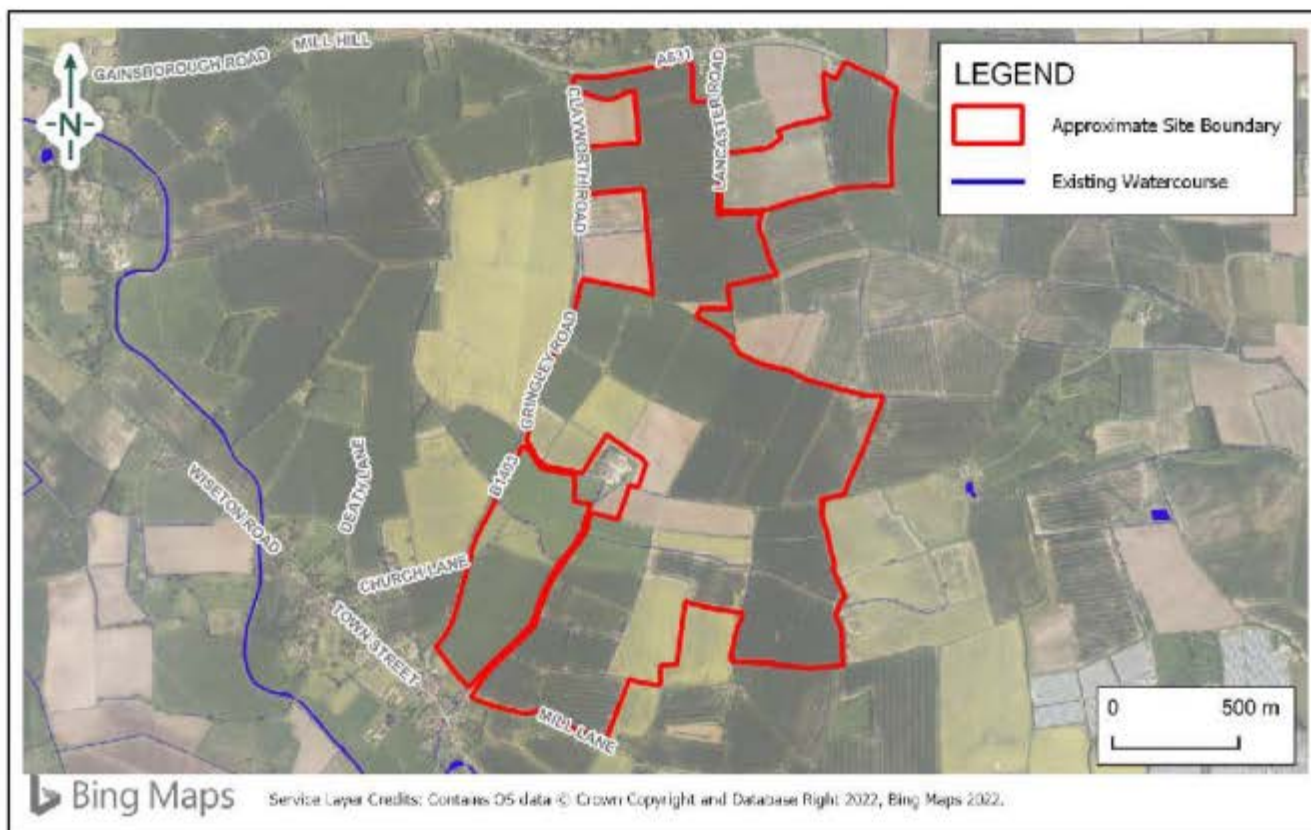 GAINSBOROUGH ROAD
MILL HILL
A631
LEGEND
Approximate Site Boundary
Existing Watercourse
N
CLAYWORTH ROAD
LANCASTER ROAD
GRINGLEY ROAD
B1403
WISETON ROAD
CHURCH LANE
TOWN STREET
MILL LANE
0 500 m
Bing Maps
Service Layer Credits: Contains OS data © Crown Copyright and Database Right 2022, Bing Maps 2022.